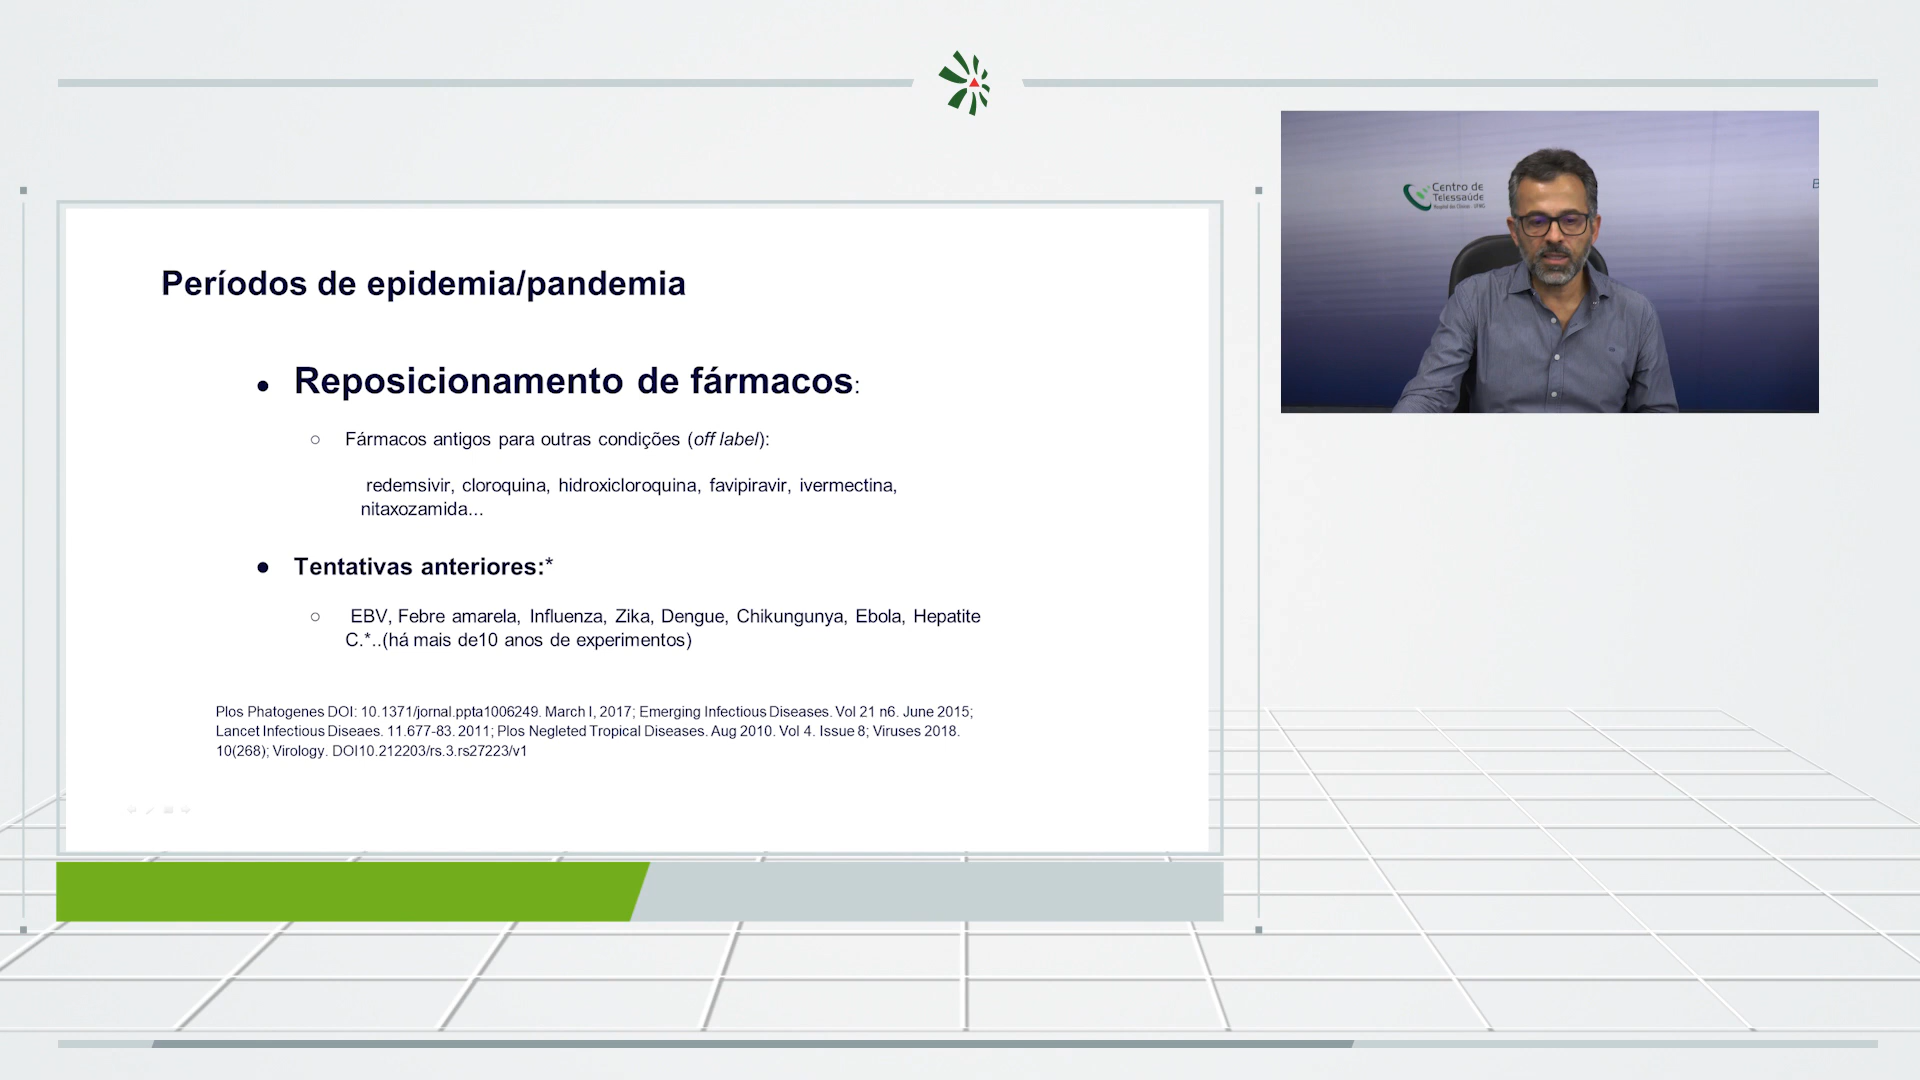 Períodos de epidemia/pandemia
● Reposicionamento de fármacos:
○ Fármacos antigos para outras condições (off label):
redemsivir, cloroquina, hidroxicloroquina, favipiravir, ivermectina,
nitaxozamida...
● Tentativas anteriores:*
○ EBV, Febre amarela, Influenza, Zika, Dengue, Chikungunya, Ebola, Hepatite
C.*..(há mais de10 anos de experimentos)
Plos Phatogenes DOI: 10.1371/jornal.ppta1006249. March I, 2017; Emerging Infectious Diseases. Vol 21 n6. June 2015;
Lancet Infectious Diseaes. 11.677-83. 2011; Plos Negleted Tropical Diseases. Aug 2010. Vol 4. Issue 8; Viruses 2018.
10(268); Virology. DOI10.212203/rs.3.rs27223/v1
Centro de
Telessaúde
Hospital das Clínicas - UFMG